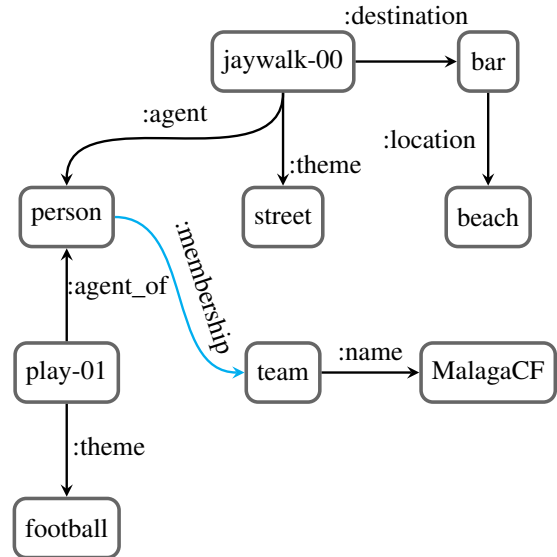 :destination
jaywalk-00
bar
:agent
:location
:theme
person
street
beach
:membership
:agent_of
:name
play-01
team
MalagaCF
:theme
football